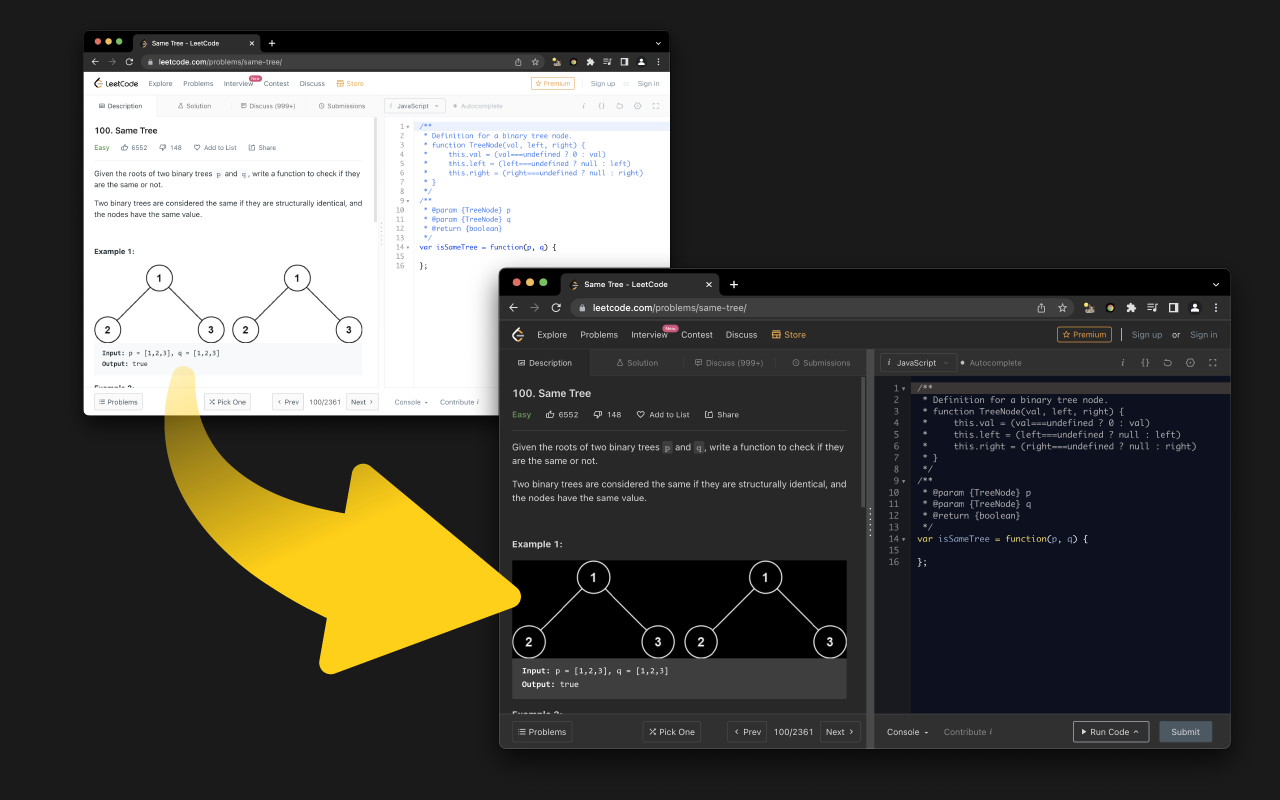 Same Tree - LeetCode
leetcode.com/problems/same-tree/
LeetCode Explore Problems Interview New Contest Discuss Store Premium Sign up or Sign in
Description Solution Discuss (999+) Submissions
i JavaScript Autocomplete
100. Same Tree
Easy 6552 148 Add to List Share
Given the roots of two binary trees p and q, write a function to check if they
are the same or not.
Two binary trees are considered the same if they are structurally identical, and
the nodes have the same value.
Example 1:
1 1
2 3 2 3
Input: p = [1,2,3], q = [1,2,3]
Output: true
Example 2:
Problems Pick One Prev 100/2361 Next
1 /**
2 * Definition for a binary tree node.
3 * function TreeNode(val, left, right) {
4 *     this.val = (val===undefined ? 0 : val)
5 *     this.left = (left===undefined ? null : left)
6 *     this.right = (right===undefined ? null : right)
7 * }
8 */
9 /**
10 * @param {TreeNode} p
11 * @param {TreeNode} q
12 * @return {boolean}
13 */
14 var isSameTree = function(p, q) {
15
16 };
Console Contribute i
Same Tree - LeetCode
leetcode.com/problems/same-tree/
Explore Problems Interview New Contest Discuss Store Premium Sign up or Sign in
Description Solution Discuss (999+) Submissions
i JavaScript Autocomplete i {}
100. Same Tree
Easy 6552 148 Add to List Share
Given the roots of two binary trees p and q, write a function to check if they
are the same or not.
Two binary trees are considered the same if they are structurally identical, and
the nodes have the same value.
Example 1:
1 1
2 3 2 3
Input: p = [1,2,3], q = [1,2,3]
Output: true
Example 2:
Problems Pick One Prev 100/2361 Next
1 /**
2 * Definition for a binary tree node.
3 * function TreeNode(val, left, right) {
4 *     this.val = (val===undefined ? 0 : val)
5 *     this.left = (left===undefined ? null : left)
6 *     this.right = (right===undefined ? null : right)
7 * }
8 */
9 /**
10 * @param {TreeNode} p
11 * @param {TreeNode} q
12 * @return {boolean}
13 */
14 var isSameTree = function(p, q) {
15
16 };
Console Contribute i Run Code Submit